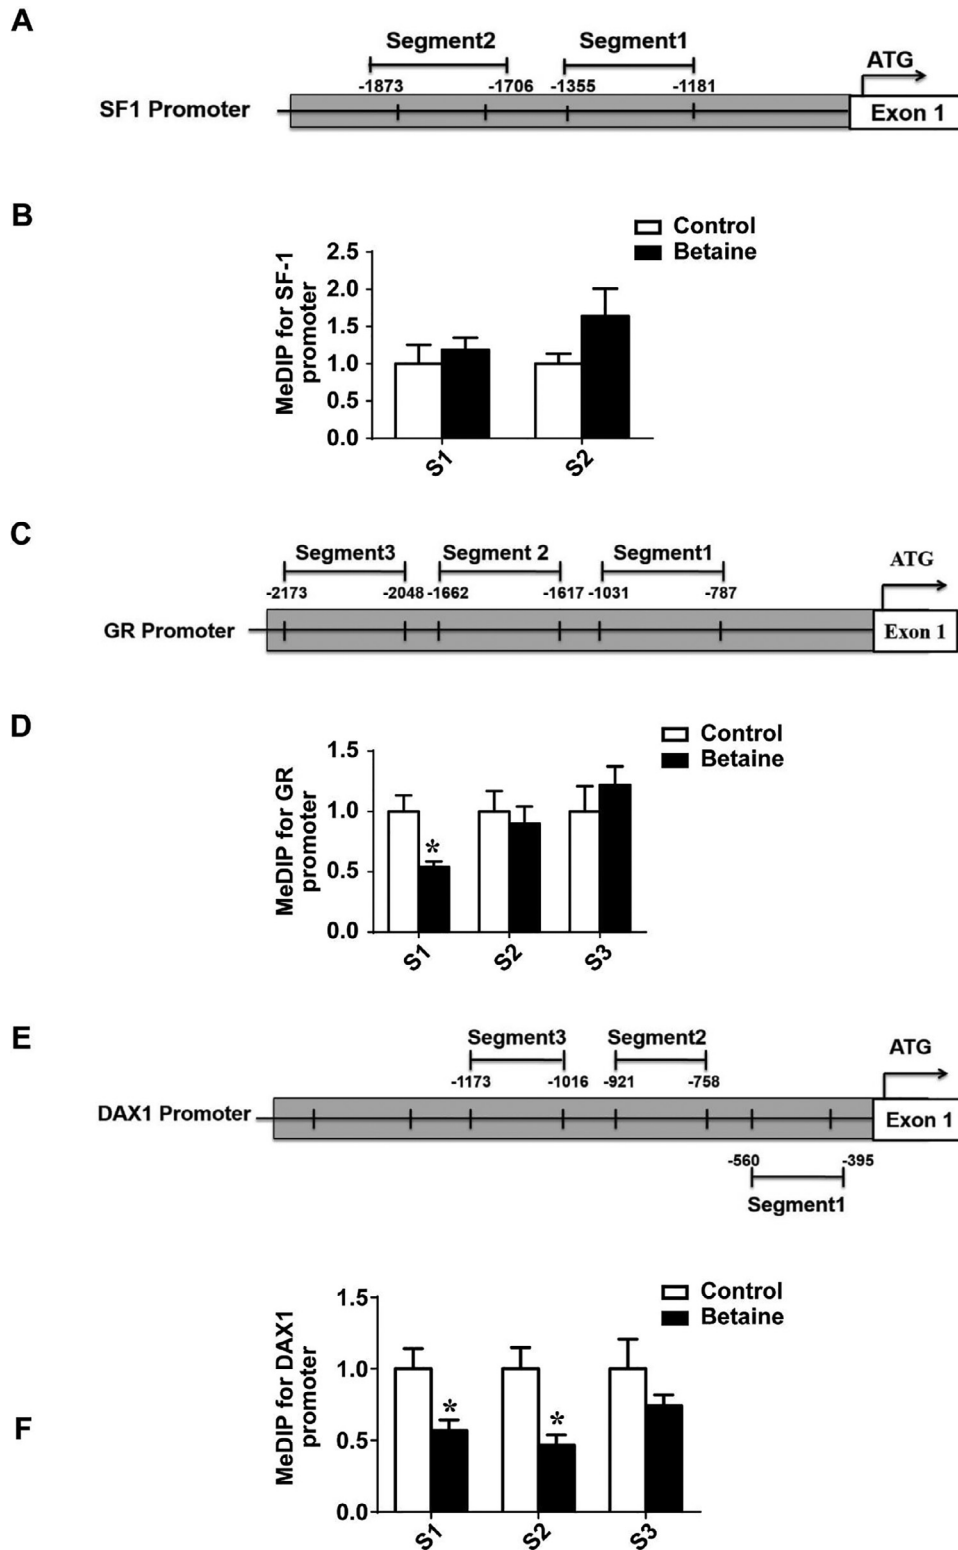 A
Segment2 Segment1
-1873 -1706 -1355 -1181 ATG
SF1 Promoter Exon 1
B
Control
Betaine
MeDIP for SF-1
promoter
2.5
2.0
1.5
1.0
0.5
0.0
S1 S2
C
Segment3 Segment 2 Segment1 ATG
-2173 -2048 -1662 -1617 -1031 -787
GR Promoter Exon 1
D
Control
Betaine
MeDIP for GR
promoter
1.5
1.0
*
0.5
0.0
S1 S2 S3
E
Segment3 Segment2 ATG
-1173 -1016 -921 -758
DAX1 Promoter Exon 1
-560 -395
Segment1
F
Control
Betaine
MeDIP for DAX1
promoter
1.5
1.0
* *
0.5
0.0
S1 S2 S3